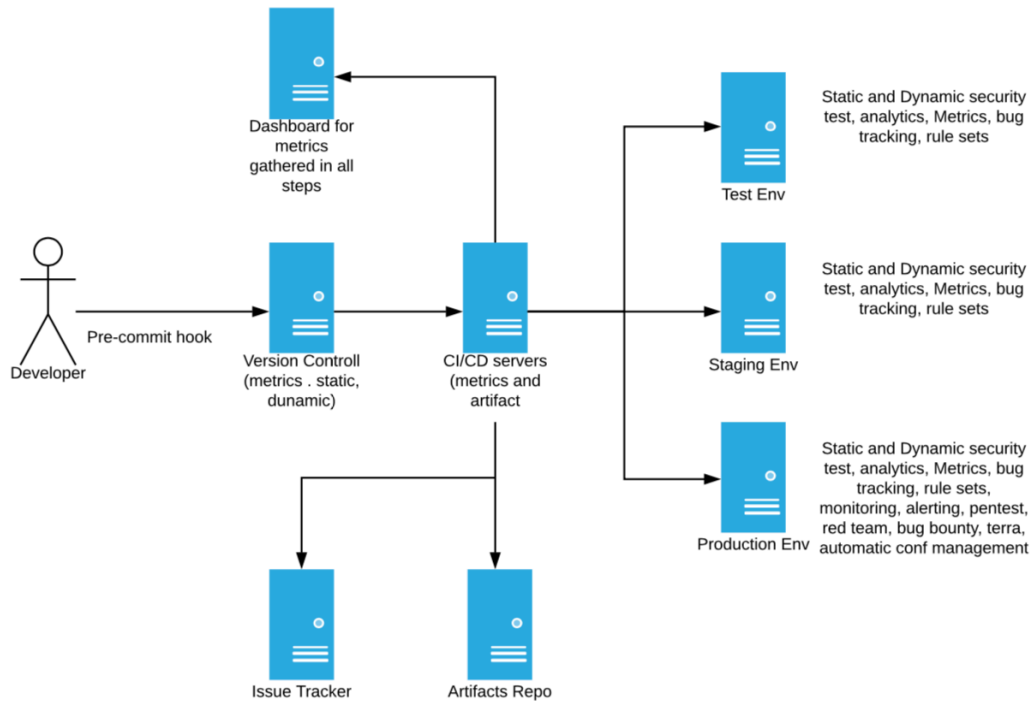 Dashboard for
metrics
gathered in all
steps
Static and Dynamic security
test, analytics, Metrics, bug
tracking, rule sets
Test Env
Developer
Pre-commit hook
Version Controll
(metrics . static,
dunamic)
CI/CD servers
(metrics and
artifact
Static and Dynamic security
test, analytics, Metrics, bug
tracking, rule sets
Staging Env
Static and Dynamic security
test, analytics, Metrics, bug
tracking, rule sets,
monitoring, alerting, pentest,
red team, bug bounty, terra,
automatic conf management
Production Env
Issue Tracker
Artifacts Repo